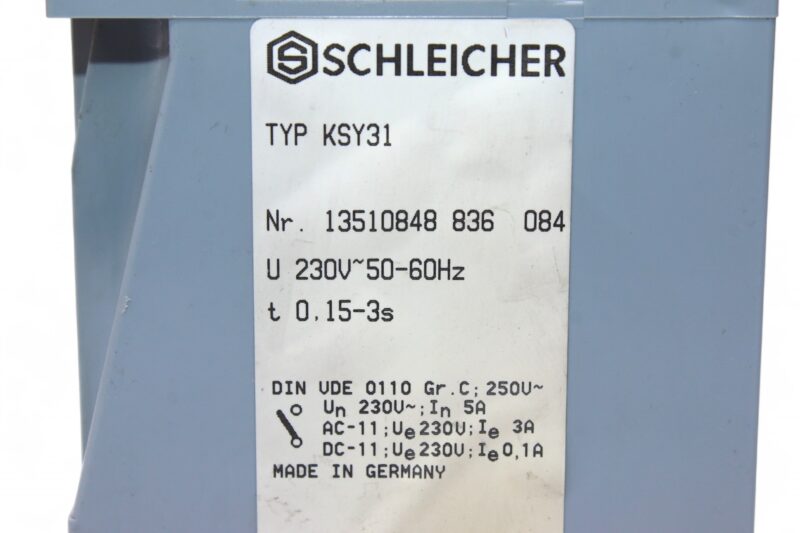 SCHLEICHER
TYP KSY31
Nr. 13510848 836 084
U 230V~50-60Hz
t 0,15-3s
DIN VDE 0110 Gr.C; 250V~
Un 230V~; In 5A
AC-11; Ue 230V; Ie 3A
DC-11; Ue 230V; Ie 0,1A
MADE IN GERMANY